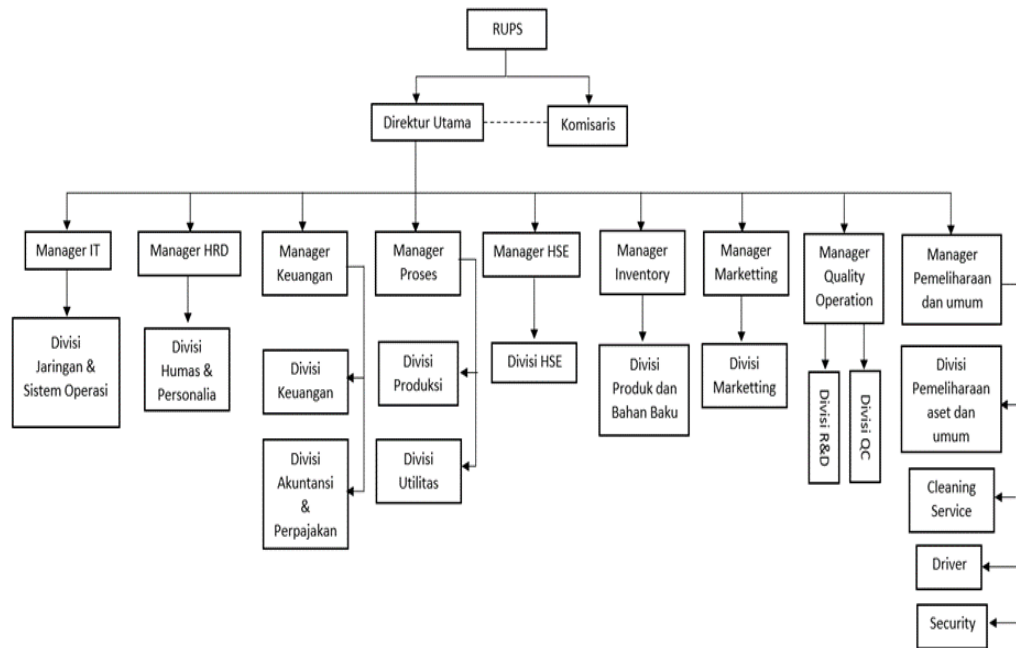 RUPS
Direktur Utama
Komisaris
Manager IT
Manager HRD
Manager
Keuangan
Manager
Proses
Manager HSE
Manager
Inventory
Manager
Marketting
Manager
Quality
Operation
Manager
Pemeliharaan
dan umum
Divisi
Jaringan &
Sistem Operasi
Divisi
Humas &
Personalia
Divisi
Keuangan
Divisi
Akuntansi
&
Perpajakan
Divisi
Produksi
Divisi
Utilitas
Divisi HSE
Divisi
Produk dan
Bahan Baku
Divisi
Marketting
Divisi R&D
Divisi QC
Divisi
Pemeliharaan
aset dan
umum
Cleaning
Service
Driver
Security